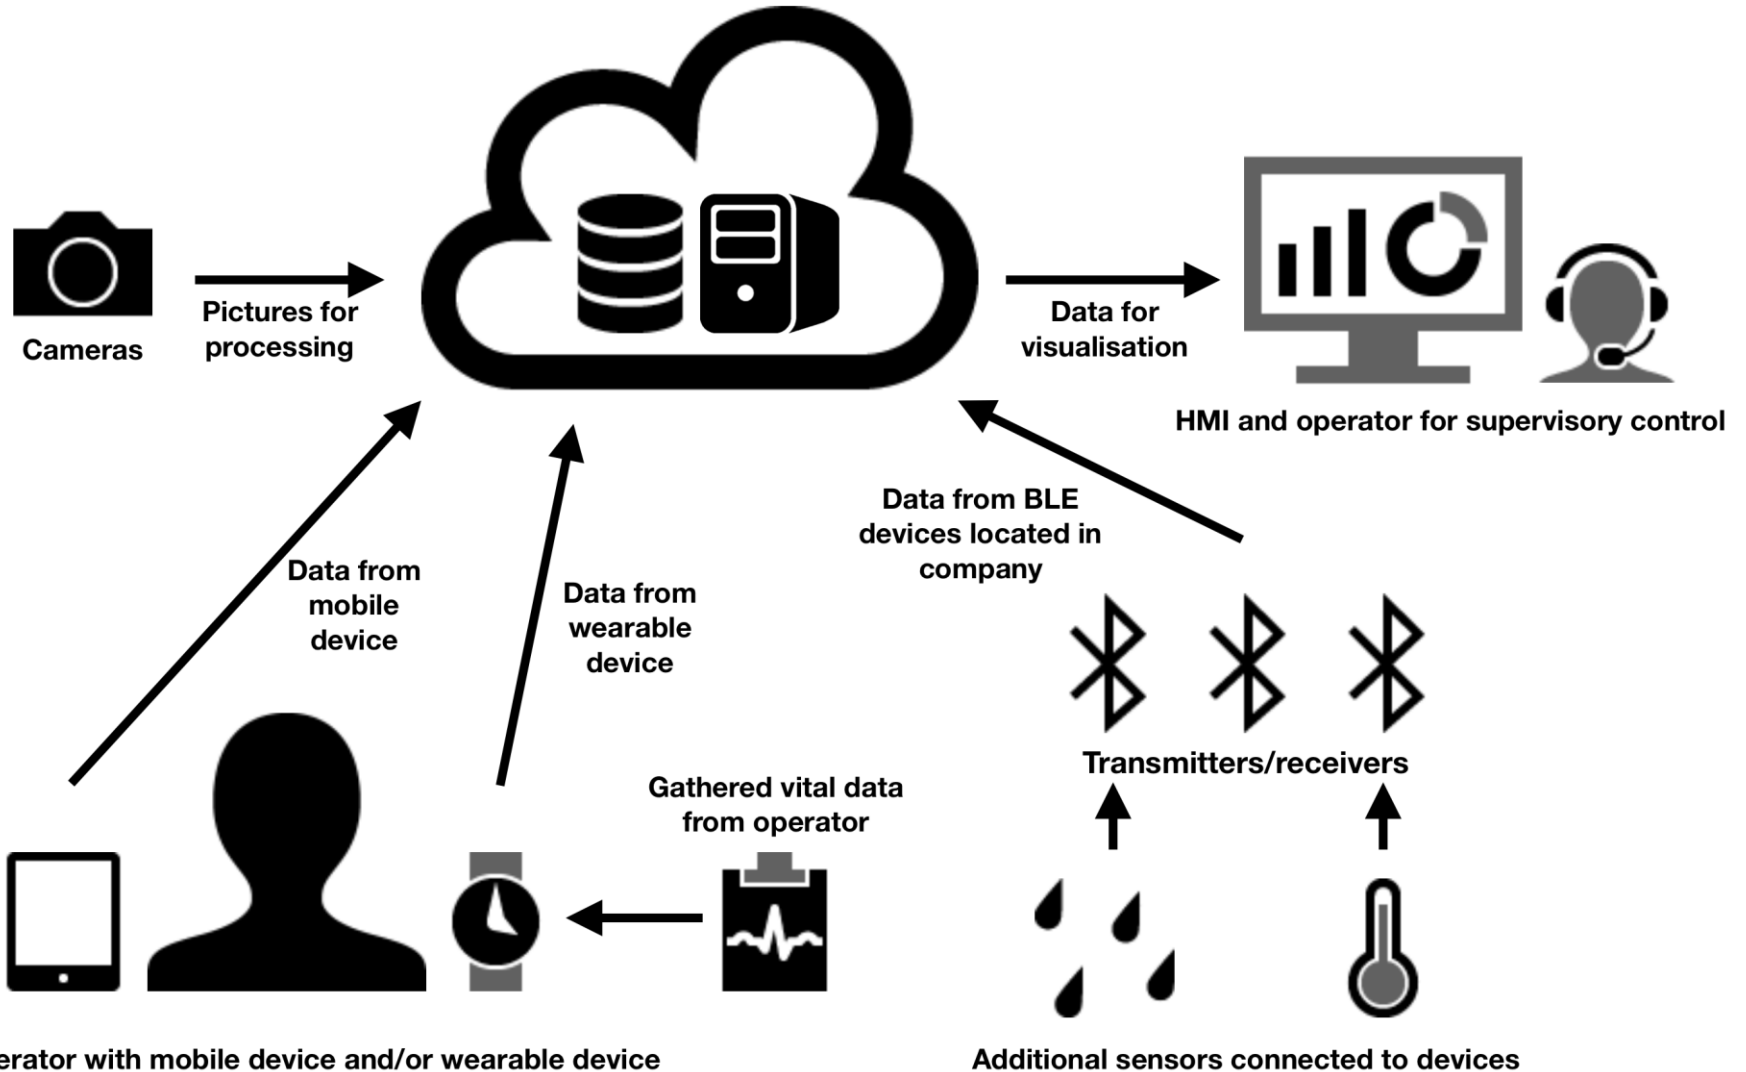 Cameras
Pictures for
processing
Data for
visualisation
HMI and operator for supervisory control
Data from
mobile
device
Data from
wearable
device
Data from BLE
devices located in
company
Transmitters/receivers
Gathered vital data
from operator
with mobile device and/or wearable device
Additional sensors connected to devices